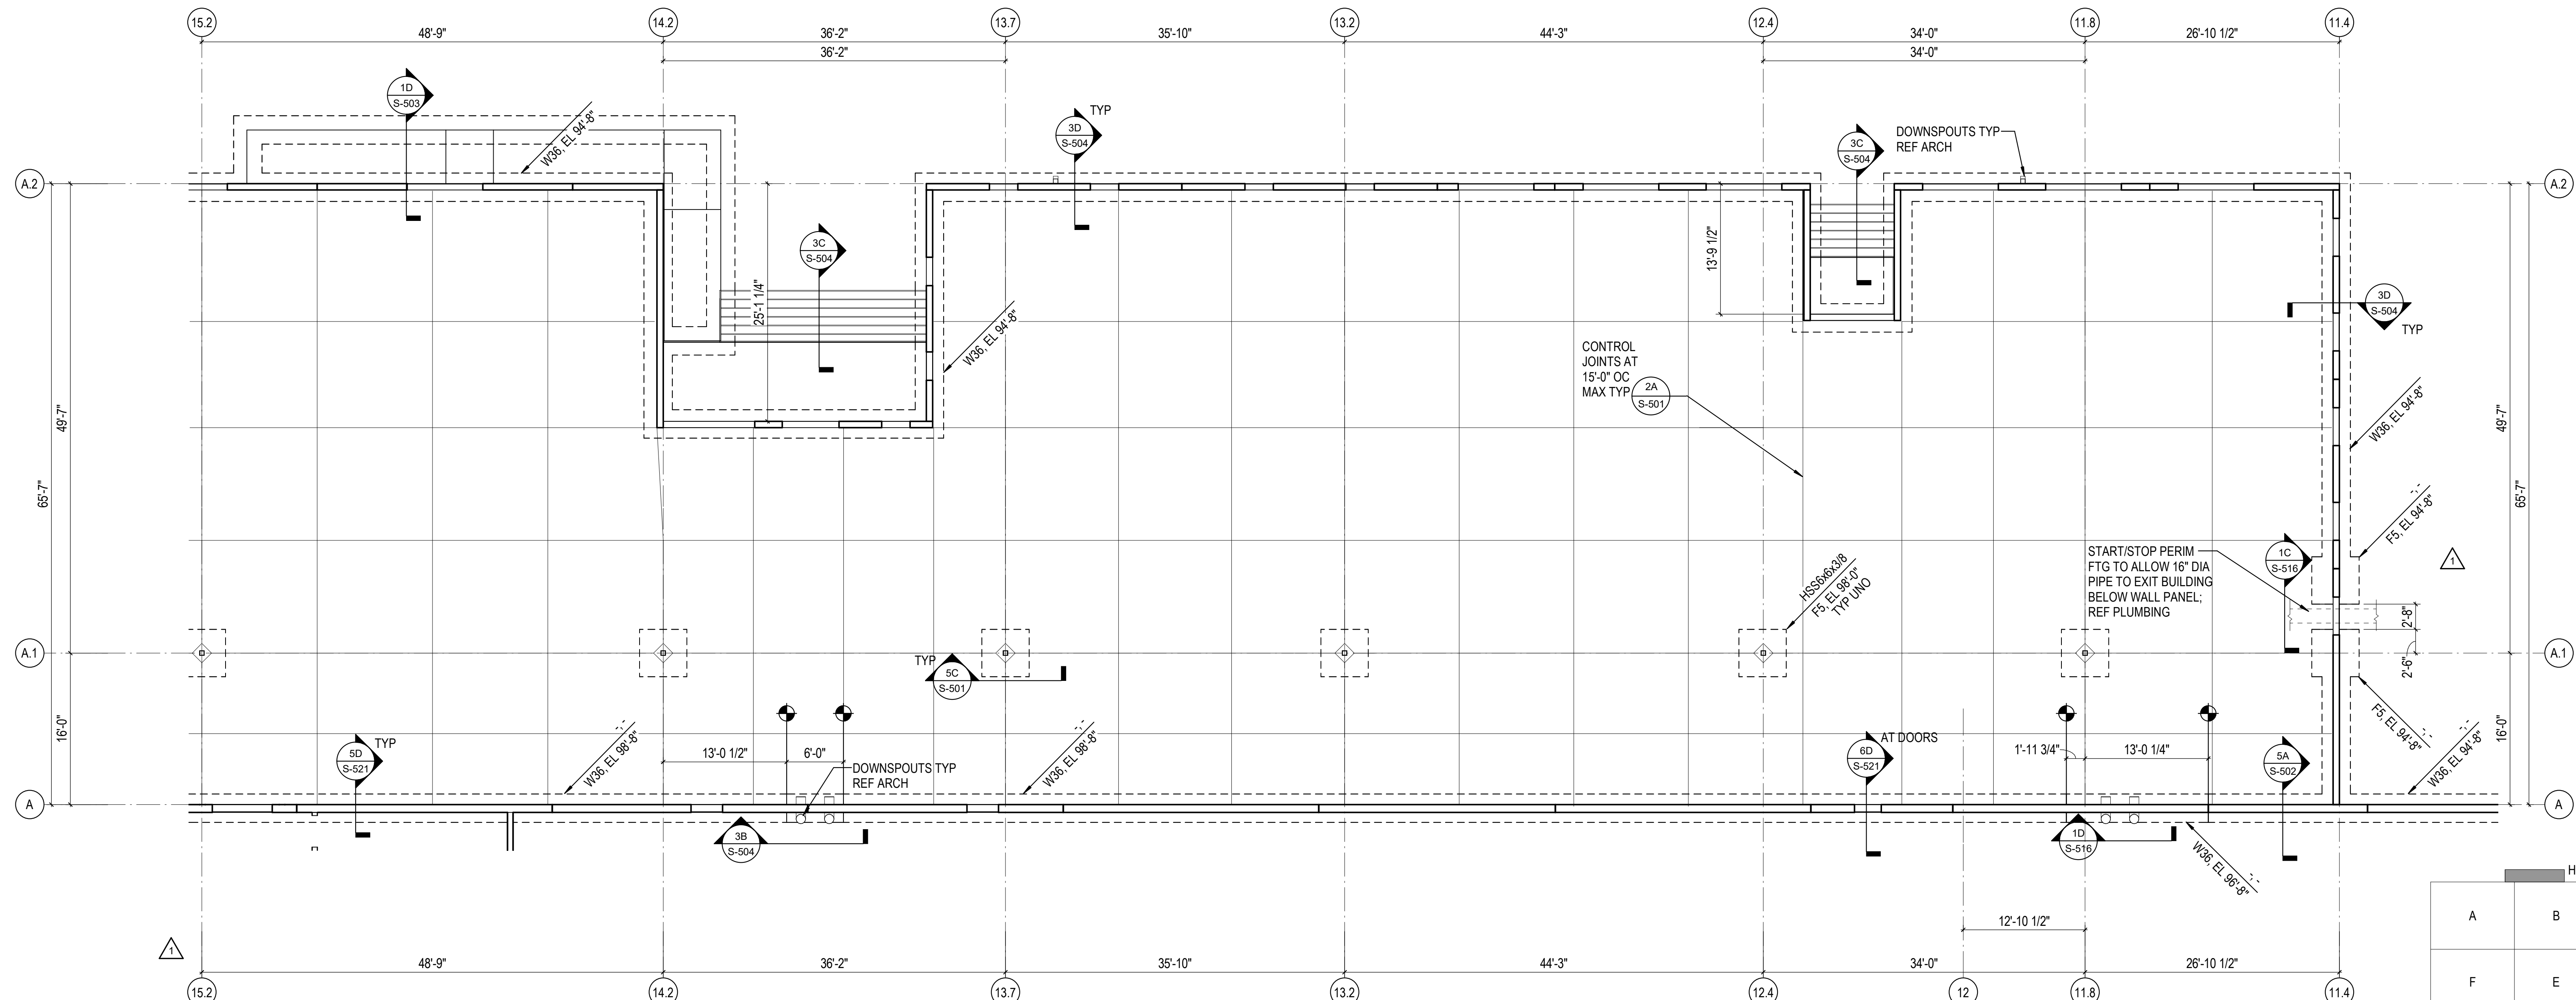 15.2
14.2
13.7
13.2
12.4
11.8
11.4
48'-9"
36'-2"
35'-10"
44'-3"
34'-0"
26'-10 1/2"
36'-2"
34'-0"
1D
S-503
W36, EL 94'-8"
3D
S-504
TYP
3C
S-504
DOWNSPOUTS TYP
REF ARCH
A.2
A.2
3C
S-504
25'-1 1/4"
W36, EL 94'-8"
13'-9 1/2"
3D
S-504
TYP
CONTROL
JOINTS AT
15'-0" OC
MAX TYP
2A
S-501
W36, EL 94'-8"
49'-7"
65'-7"
49'-7"
65'-7"
-, -
F5, EL 94'-8"
HSS6x6x3/8
F5, EL 98'-0"
TYP UNO
START/STOP PERIM
FTG TO ALLOW 16" DIA
PIPE TO EXIT BUILDING
BELOW WALL PANEL;
REF PLUMBING
1C
S-516
1
2'-8"
2'-6"
A.1
A.1
TYP
5C
S-501
-, -
F5, EL 94'-8"
16'-0"
16'-0"
5D
S-521
TYP
-, -
W36, EL 98'-8"
13'-0 1/2"
6'-0"
DOWNSPOUTS TYP
REF ARCH
-, -
W36, EL 98'-8"
6D
S-521
AT DOORS
1'-11 3/4"
13'-0 1/4"
5A
S-502
-, -
W36, EL 94'-8"
A
A
3B
S-504
1D
S-516
-, -
W36, EL 96'-8"
H
A
B
F
E
12'-10 1/2"
1
48'-9"
36'-2"
35'-10"
44'-3"
34'-0"
26'-10 1/2"
15.2
14.2
13.7
13.2
12.4
12
11.8
11.4